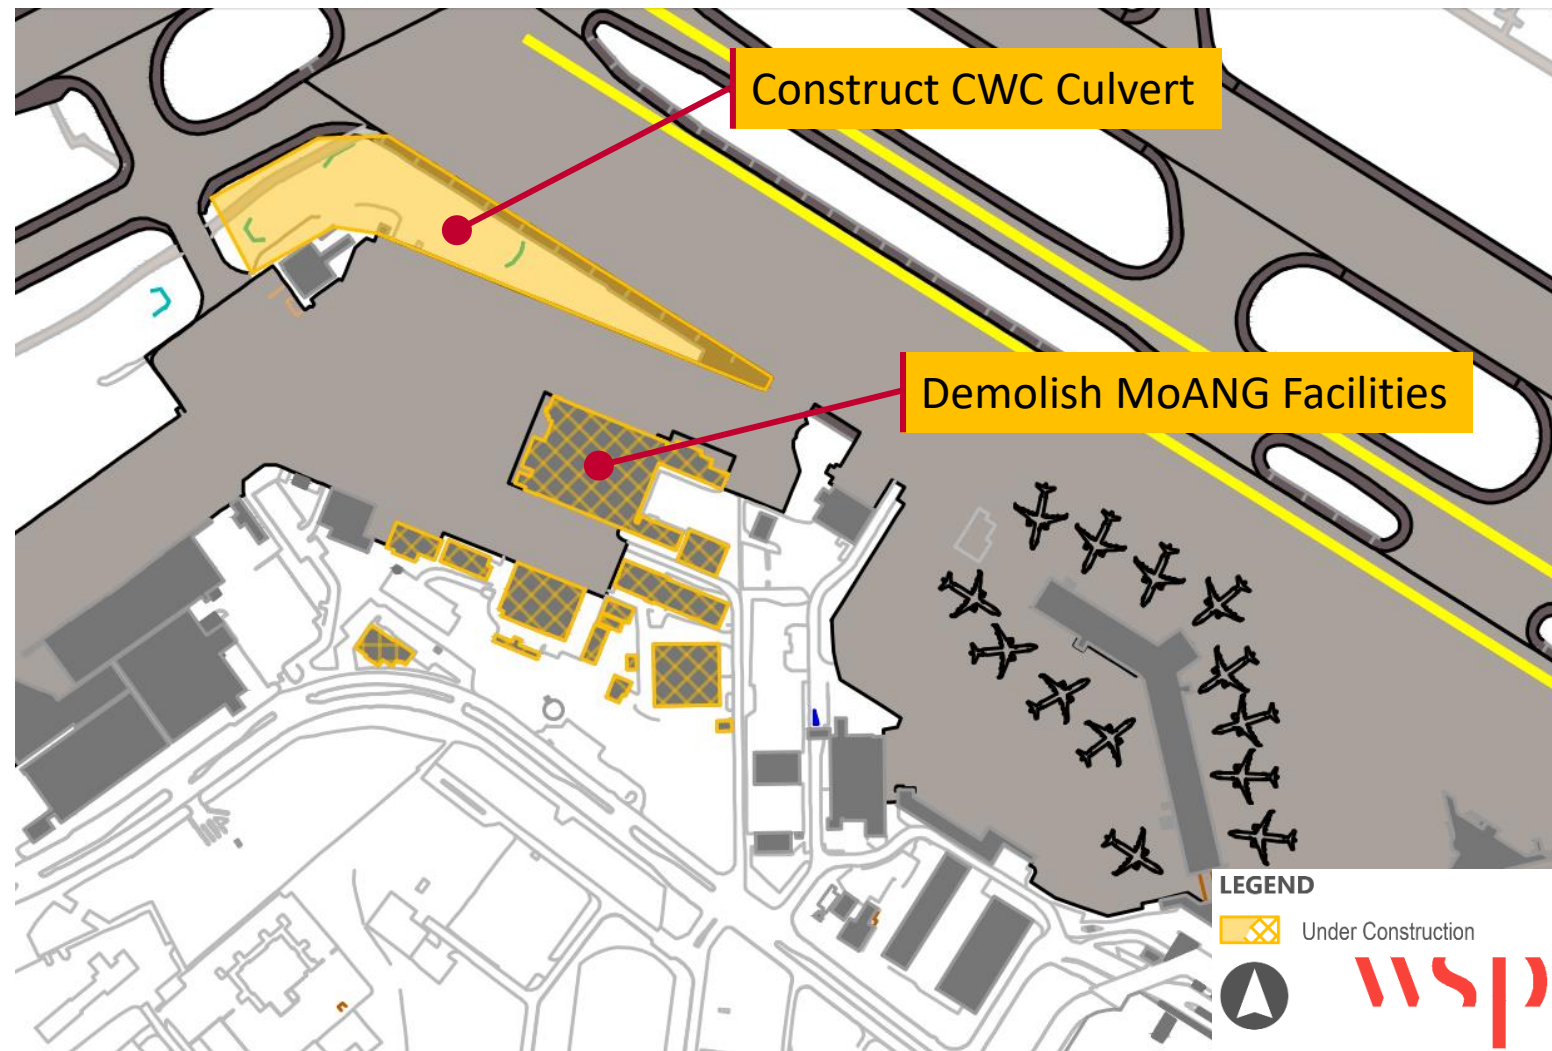 Construct CWC Culvert
Demolish MoANG Facilities
LEGEND
Under Construction
wsp